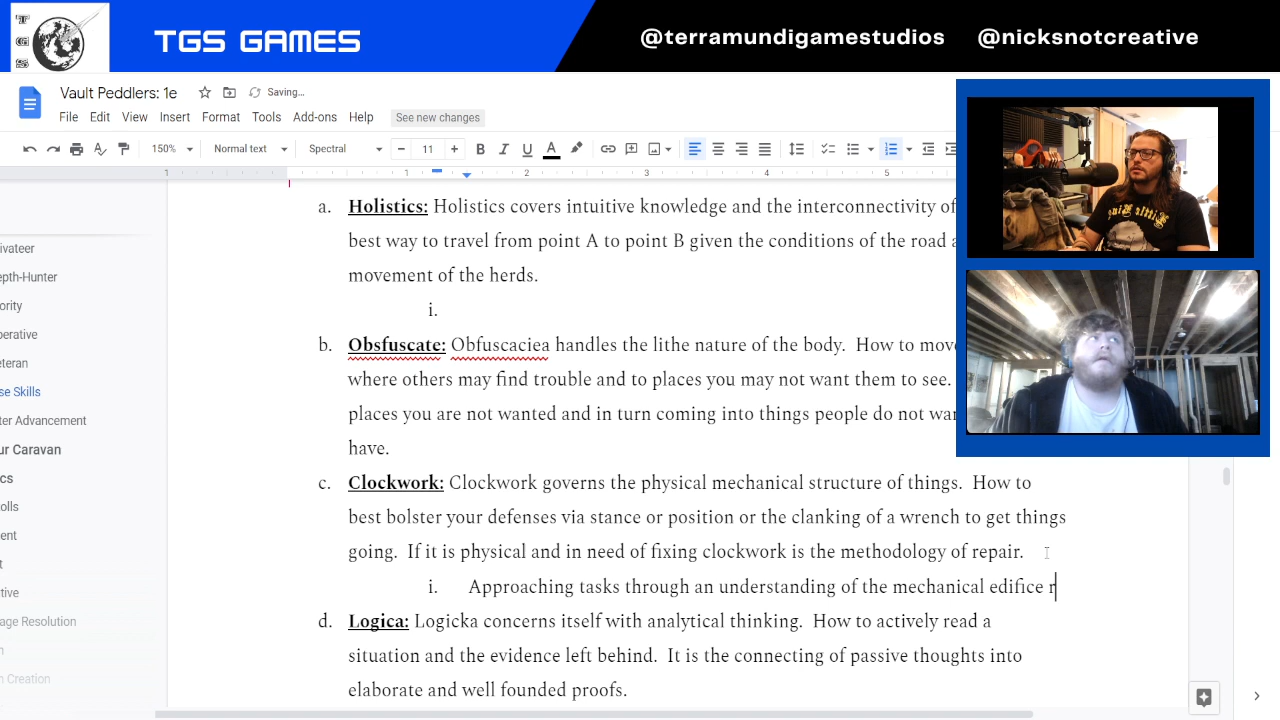 T
G
S
TGS GAMES
@terramundigamestudios @nicksnotcreative
Vault Peddlers: 1e Saving...
File Edit View Insert Format Tools Add-ons Help See new changes
150% Normal text Spectral - 11 + B I U A
1 1 2 3 4 5
ivateer
epth-Hunter
ority
perative
eteran
se Skills
ter Advancement
ur Caravan
cs
olls
ent
t
tive
age Resolution
n
n Creation
a. Holistics: Holistics covers intuitive knowledge and the interconnectivity of
best way to travel from point A to point B given the conditions of the road a
movement of the herds.
i.
b. Obsfuscate: Obfuscaciea handles the lithe nature of the body. How to move
where others may find trouble and to places you may not want them to see.
places you are not wanted and in turn coming into things people do not wan
have.
c. Clockwork: Clockwork governs the physical mechanical structure of things. How to
best bolster your defenses via stance or position or the clanking of a wrench to get things
going. If it is physical and in need of fixing clockwork is the methodology of repair.
i. Approaching tasks through an understanding of the mechanical edifice r
d. Logica: Logicka concerns itself with analytical thinking. How to actively read a
situation and the evidence left behind. It is the connecting of passive thoughts into
elaborate and well founded proofs.